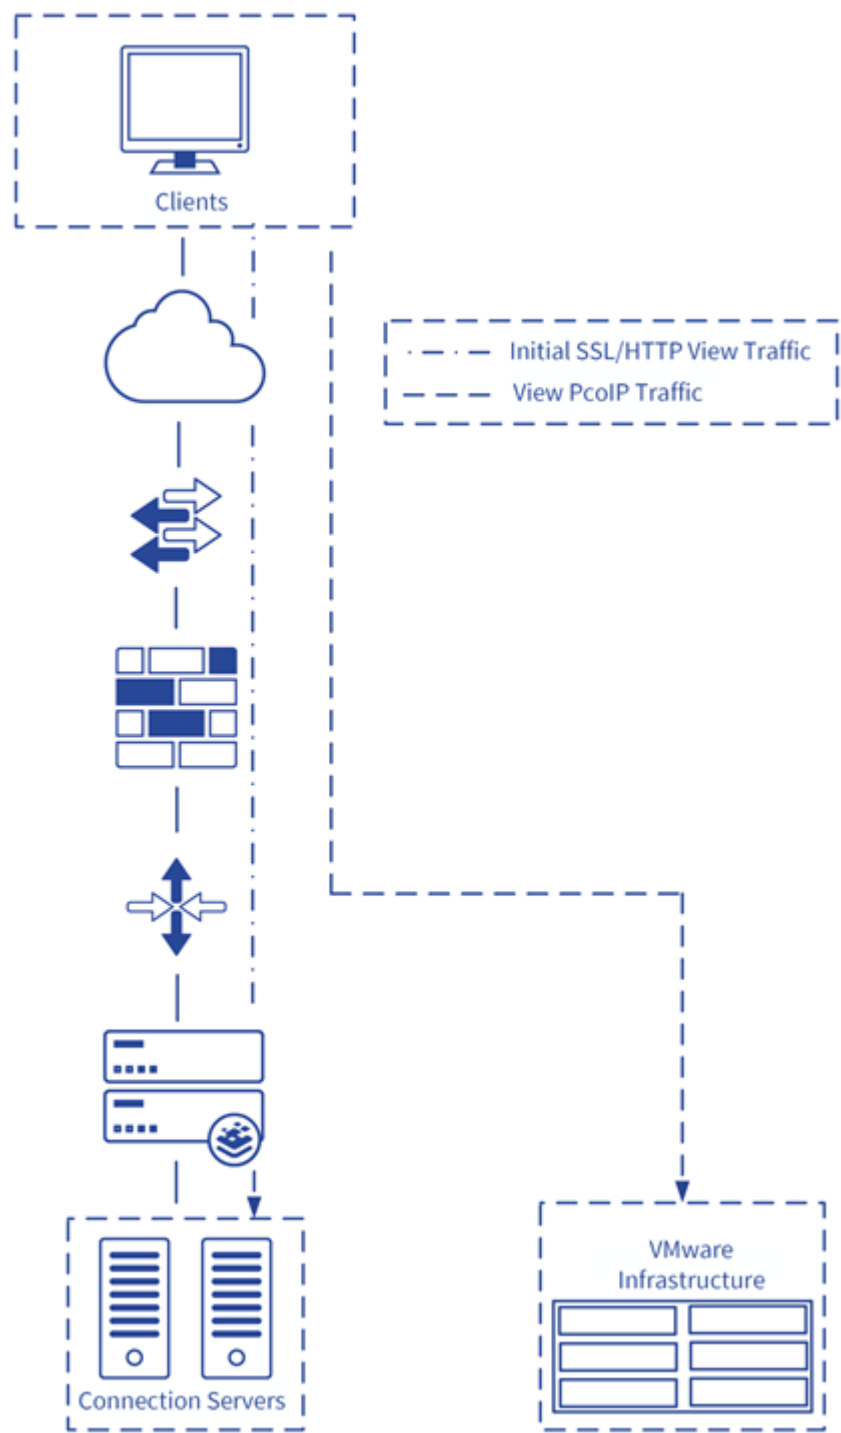 Clients
Initial SSL/HTTP View Traffic
View PcoIP Traffic
VMware
Infrastructure
Connection Servers